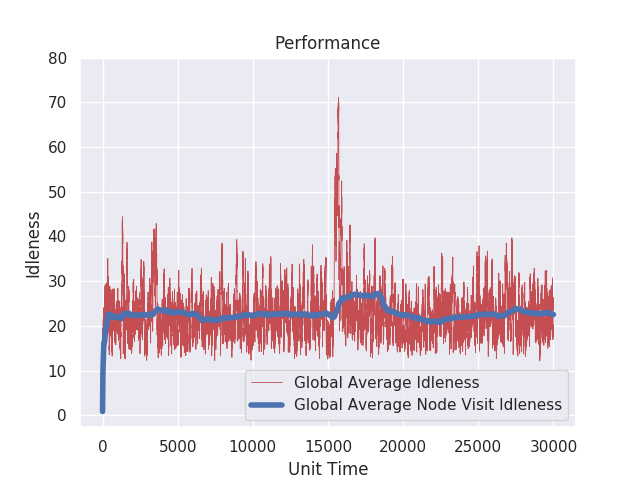 Performance
80
70
60
50
40
30
20
10
0
Idleness
0 5000 10000 15000 20000 25000 30000
Unit Time
Global Average Idleness
Global Average Node Visit Idleness